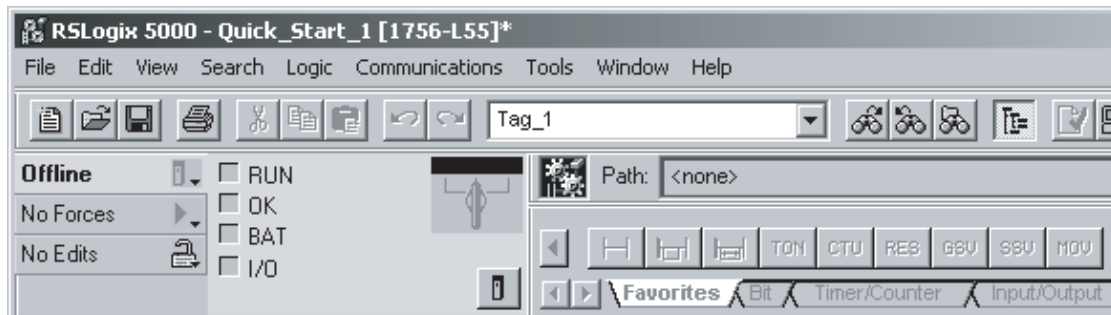 RSLogix 5000 - Quick_Start_1 [1756-L55]*
File Edit View Search Logic Communications Tools Window Help
Tag_1
Offline
RUN
Path: <none>
No Forces
OK
No Edits
BAT
I/O
TON CTU RES GSV SSV MOV
Favorites Bit Timer/Counter Input/Output